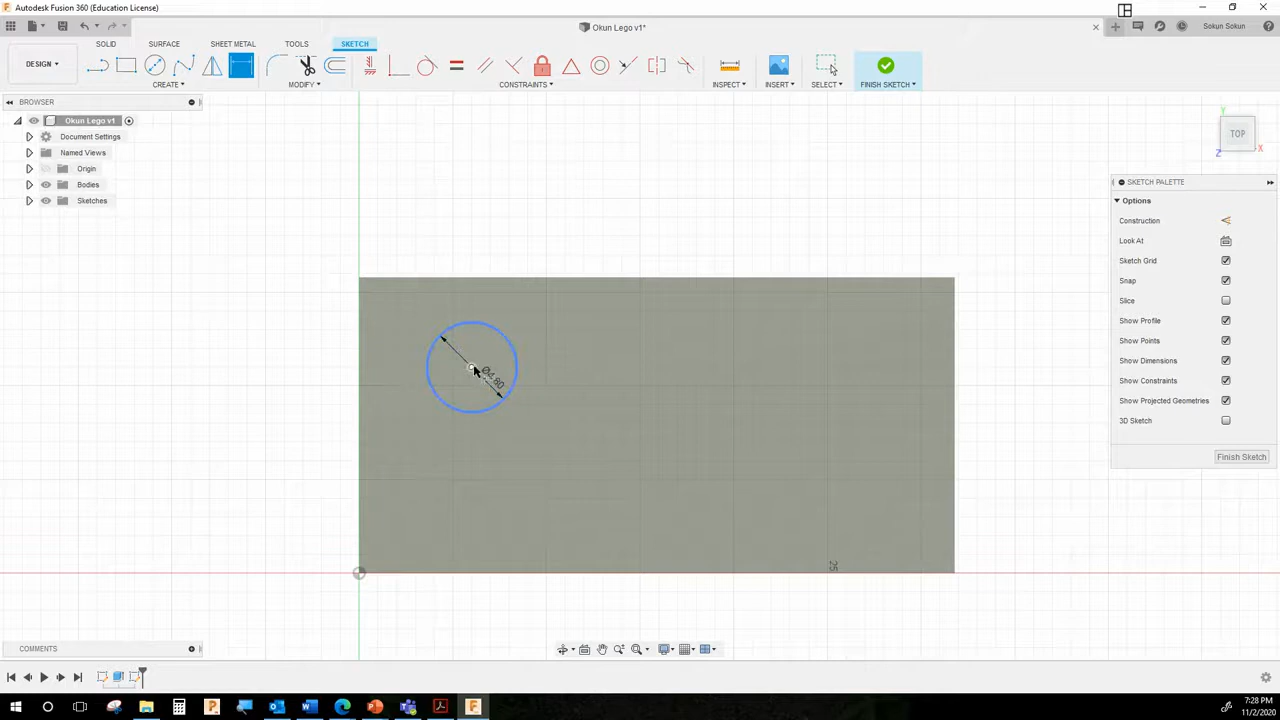 Autodesk Fusion 360 (Education License)
Okun Lego v1*
Sokun Sokun
DESIGN
SOLID
SURFACE
SHEET METAL
TOOLS
SKETCH
CREATE
MODIFY
CONSTRAINTS
INSPECT
INSERT
SELECT
FINISH SKETCH
BROWSER
Okun Lego v1
Document Settings
Named Views
Origin
Bodies
Sketches
Y
TOP
X
Z
SKETCH PALETTE
Options
Construction
Look At
Sketch Grid
Snap
Slice
Show Profile
Show Points
Show Dimensions
Show Constraints
Show Projected Geometries
3D Sketch
Finish Sketch
Ø4.80
25
COMMENTS
7:28 PM
11/2/2020